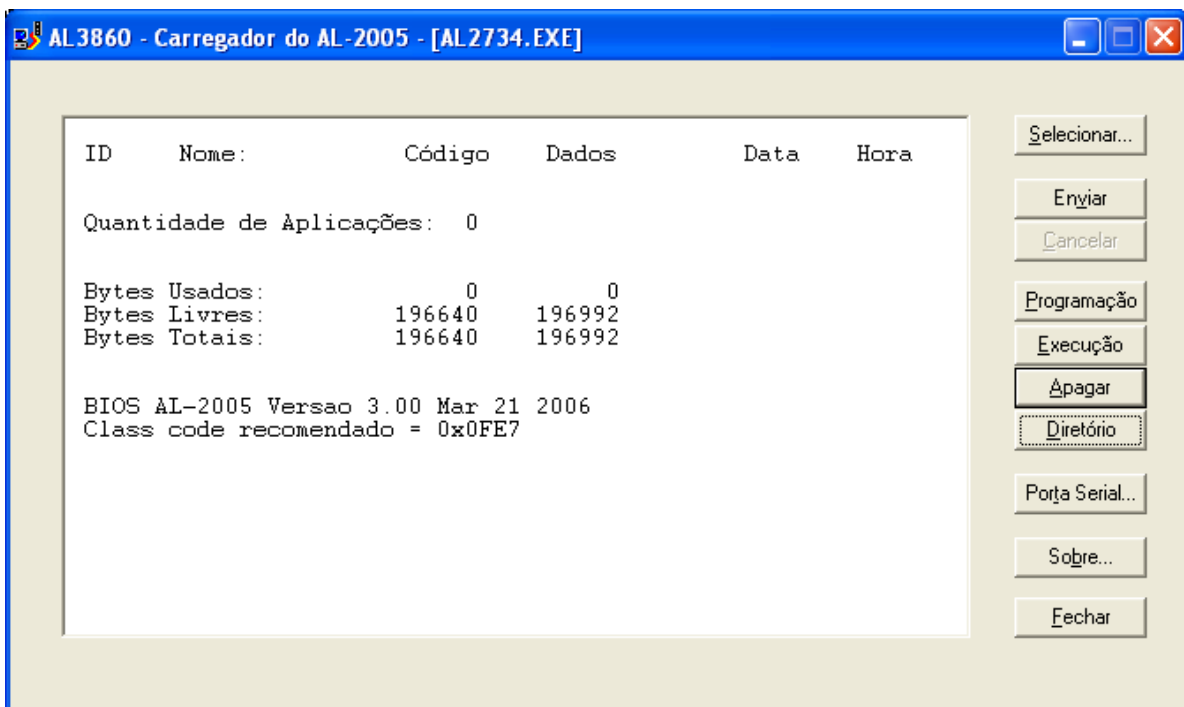 AL3860 - Carregador do AL-2005 - [AL2734.EXE]
ID Nome: Código Dados Data Hora
Quantidade de Aplicações: 0
Bytes Usados: 0 0
Bytes Livres: 196640 196992
Bytes Totais: 196640 196992
BIOS AL-2005 Versao 3.00 Mar 21 2006
Class code recomendado = 0x0FE7
Selecionar...
Enviar
Cancelar
Programação
Execução
Apagar
Diretório
Porta Serial...
Sobre...
Fechar